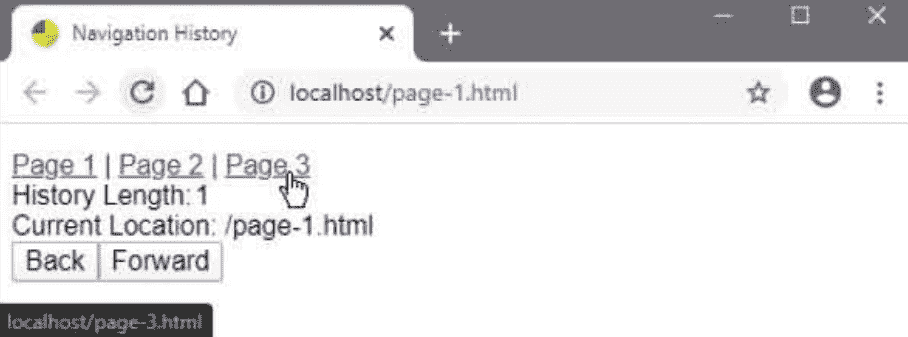 Navigation History
localhost/page-1.html
Page 1 | Page 2 | Page 3
History Length: 1
Current Location: /page-1.html
Back Forward
localhost/page-3.html